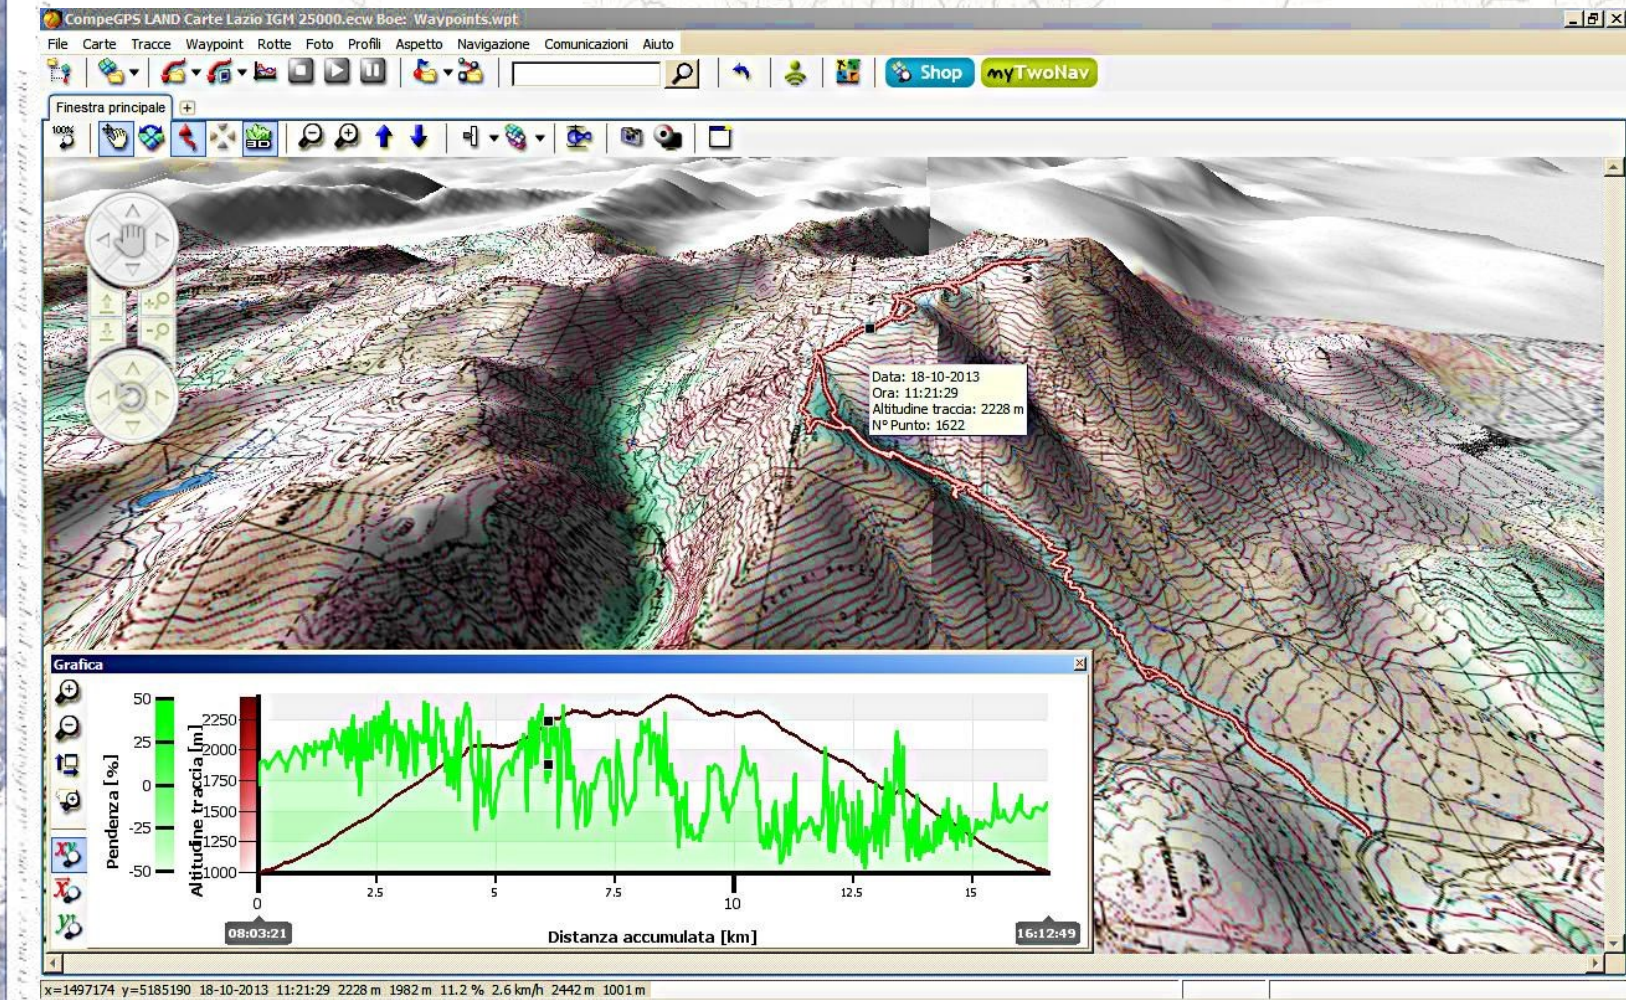 CompeGPS LAND Carte Lazio IGM 25000.ecw Boe: Waypoints.wpt
File Carte Tracce Waypoint Rotte Foto Profili Aspetto Navigazione Comunicazioni Aiuto
Shop myTwoNav
Finestra principale
100%
3D
Data: 18-10-2013
Ora: 11:21:29
Altitudine traccia: 2228 m
N° Punto: 1622
Grafica
Pendenza [%]
50
25
0
-25
-50
Altitudine traccia [m]
2250
2000
1750
1500
1250
1000
0 2.5 5 7.5 10 12.5 15
08:03:21 16:12:49
Distanza accumulata [km]
x=1497174 y=5185190 18-10-2013 11:21:29 2228 m 1982 m 11.2 % 2.6 km/h 2442 m 1001 m